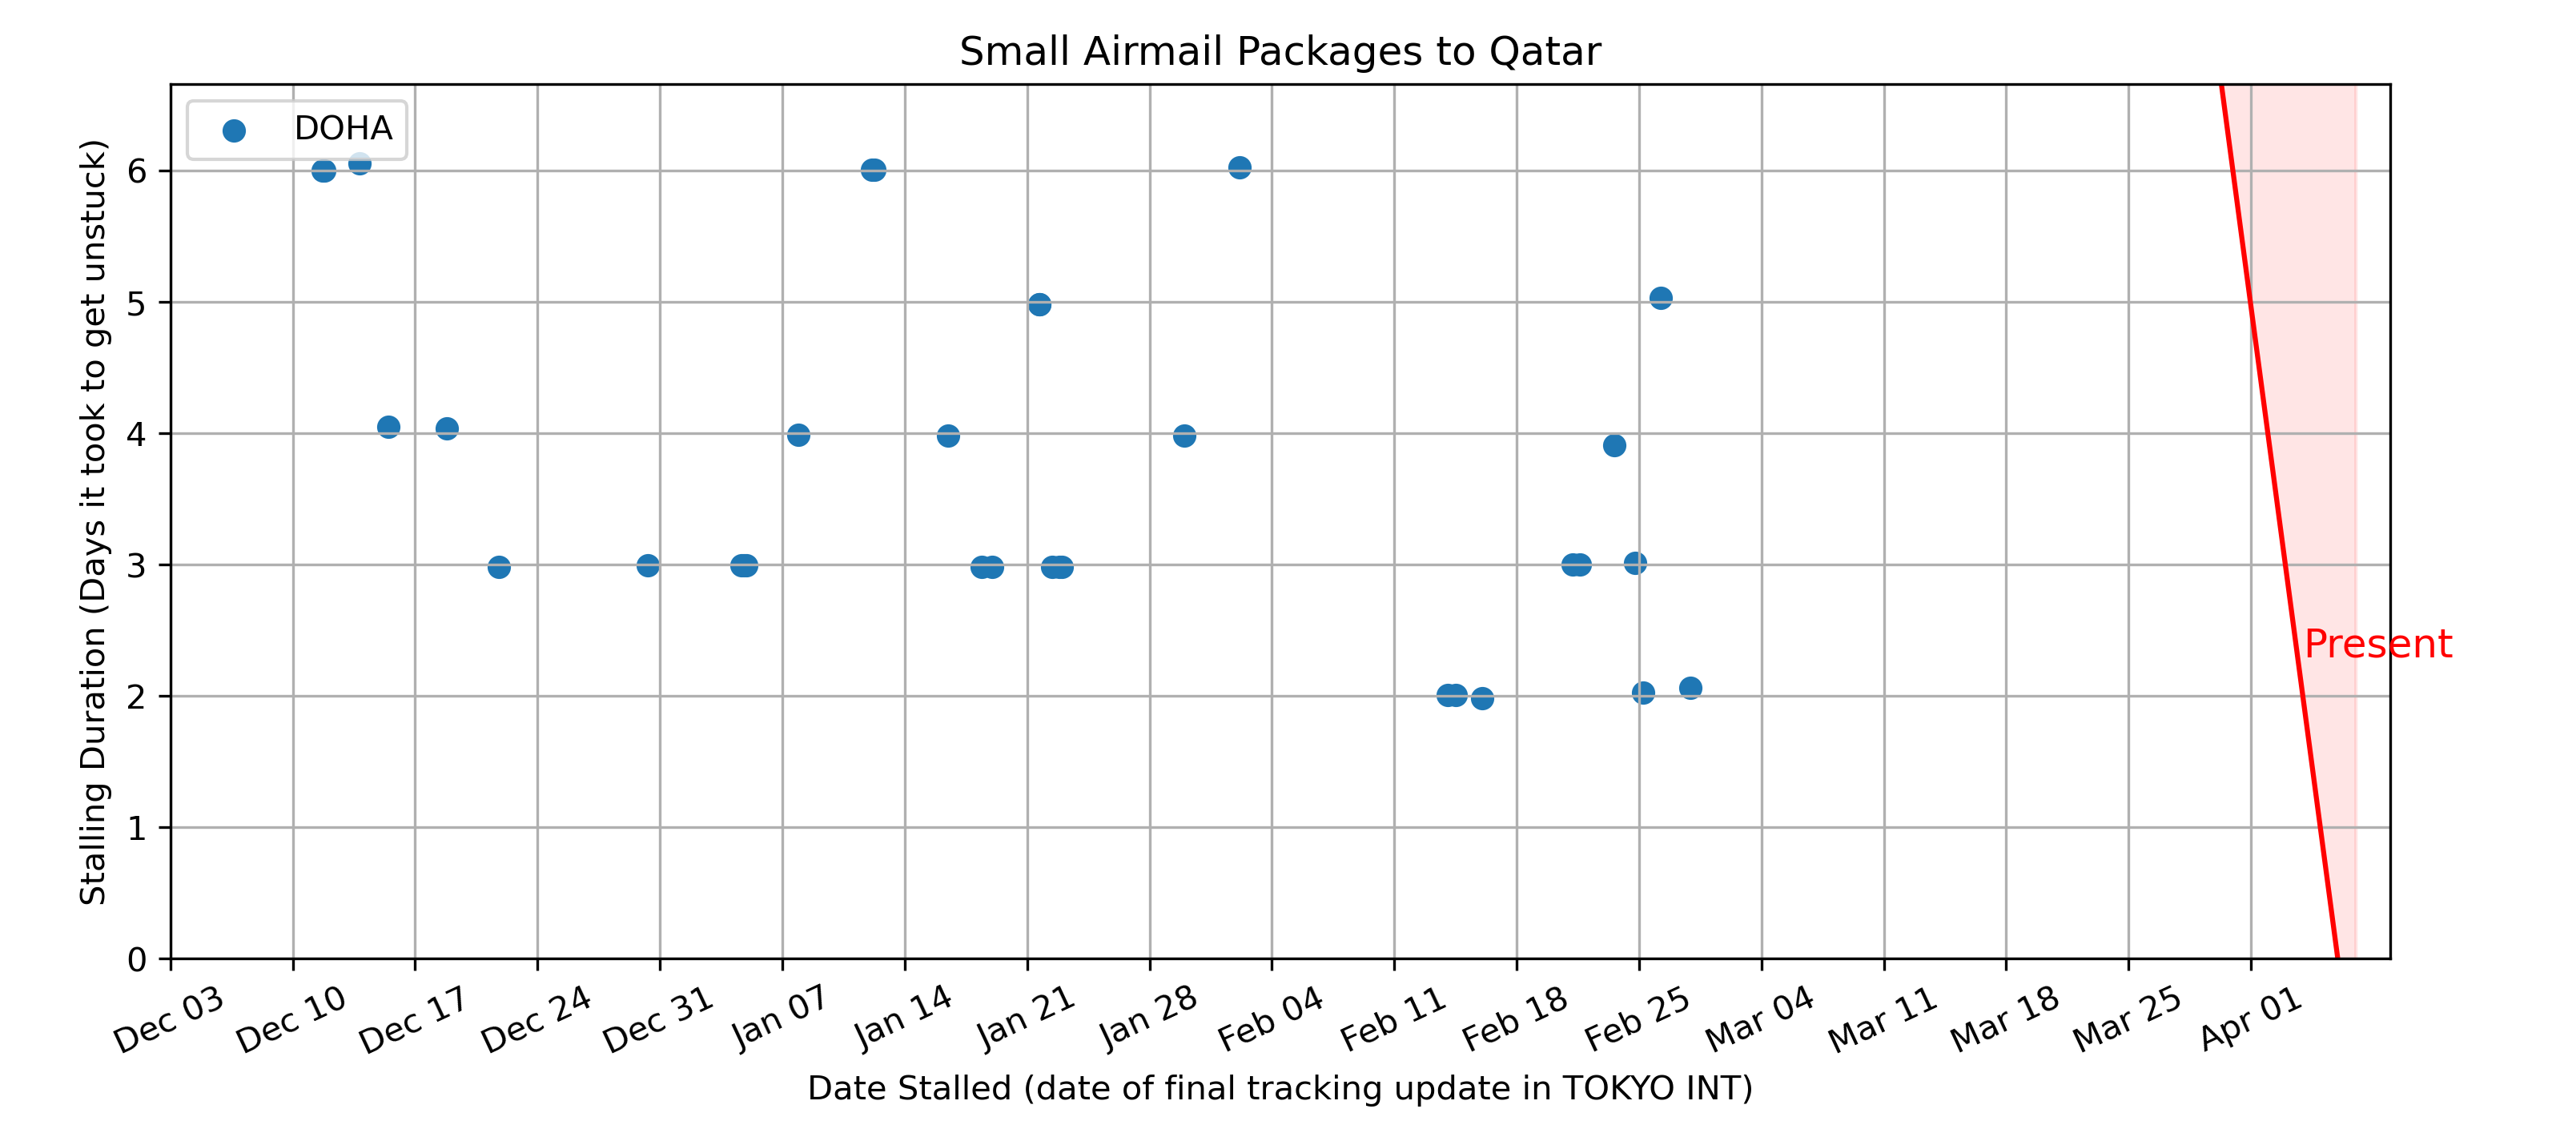 Small Airmail Packages to Qatar
DOHA
Stalling Duration (Days it took to get unstuck)
6
5
4
3
2
1
0
Present
Dec 03
Dec 10
Dec 17
Dec 24
Dec 31
Jan 07
Jan 14
Jan 21
Jan 28
Feb 04
Feb 11
Feb 18
Feb 25
Mar 04
Mar 11
Mar 18
Mar 25
Apr 01
Date Stalled (date of final tracking update in TOKYO INT)